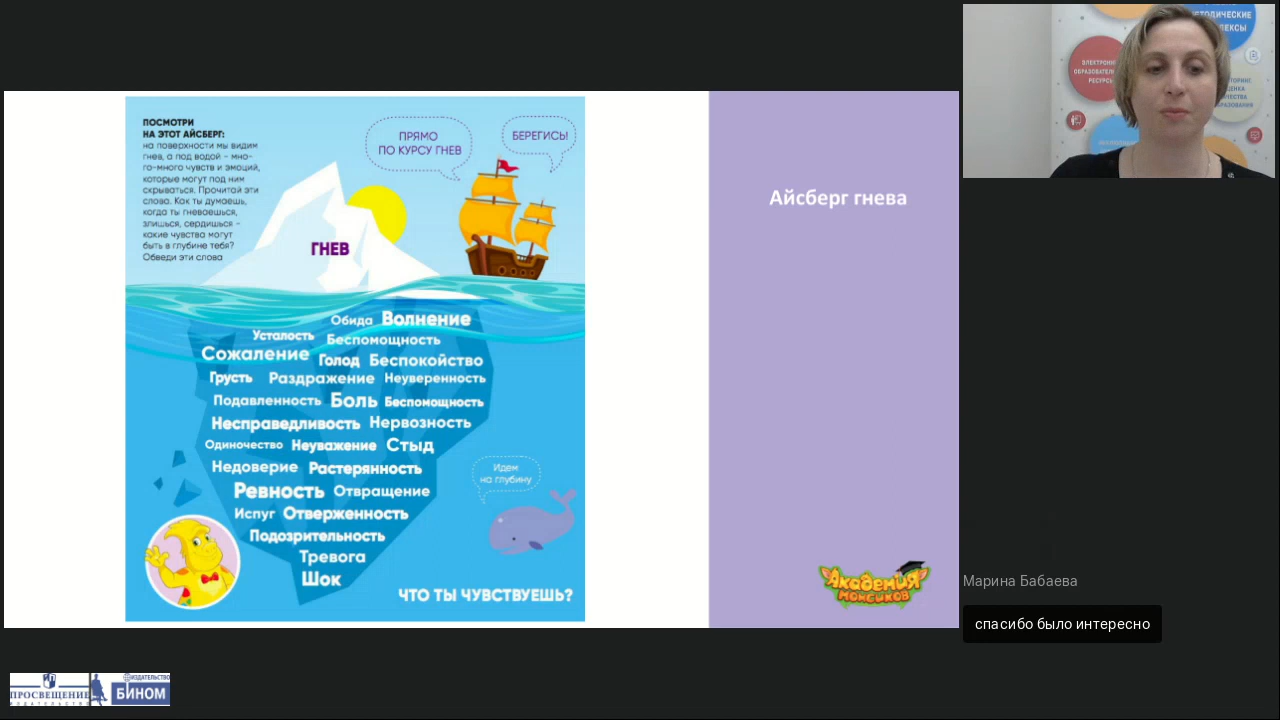 ПОСМОТРИ
НА ЭТОТ АЙСБЕРГ:
на поверхности мы видим
гнев, а под водой – мно-
го-много чувств и эмоций,
которые могут под ним
скрываться. Прочитай эти
слова. Как ты думаешь,
когда ты гневаешься,
злишься, сердишься –
какие чувства могут
быть в глубине тебя?
Обведи эти слова
ПРЯМО
ПО КУРСУ ГНЕВ
БЕРЕГИСЬ!
ГНЕВ
Обида Волнение
Усталость Беспомощность
Сожаление Голод Беспокойство
Грусть Раздражение Неуверенность
Подавленность Боль Беспомощность
Несправедливость Нервозность
Одиночество Неуважение Стыд
Недоверие Растерянность
Ревность Отвращение
Испуг Отверженность
Подозрительность
Тревога
Шок
Идем
на глубину
ЧТО ТЫ ЧУВСТВУЕШЬ?
Айсберг гнева
Академия
монсиков
МЕТОДИЧЕСКИЕ
Марина Бабаева
спасибо было интересно
ПРОСВЕЩЕНИЕ
ИЗДАТЕЛЬСТВО
ИЗДАТЕЛЬСТВО
БИНОМ